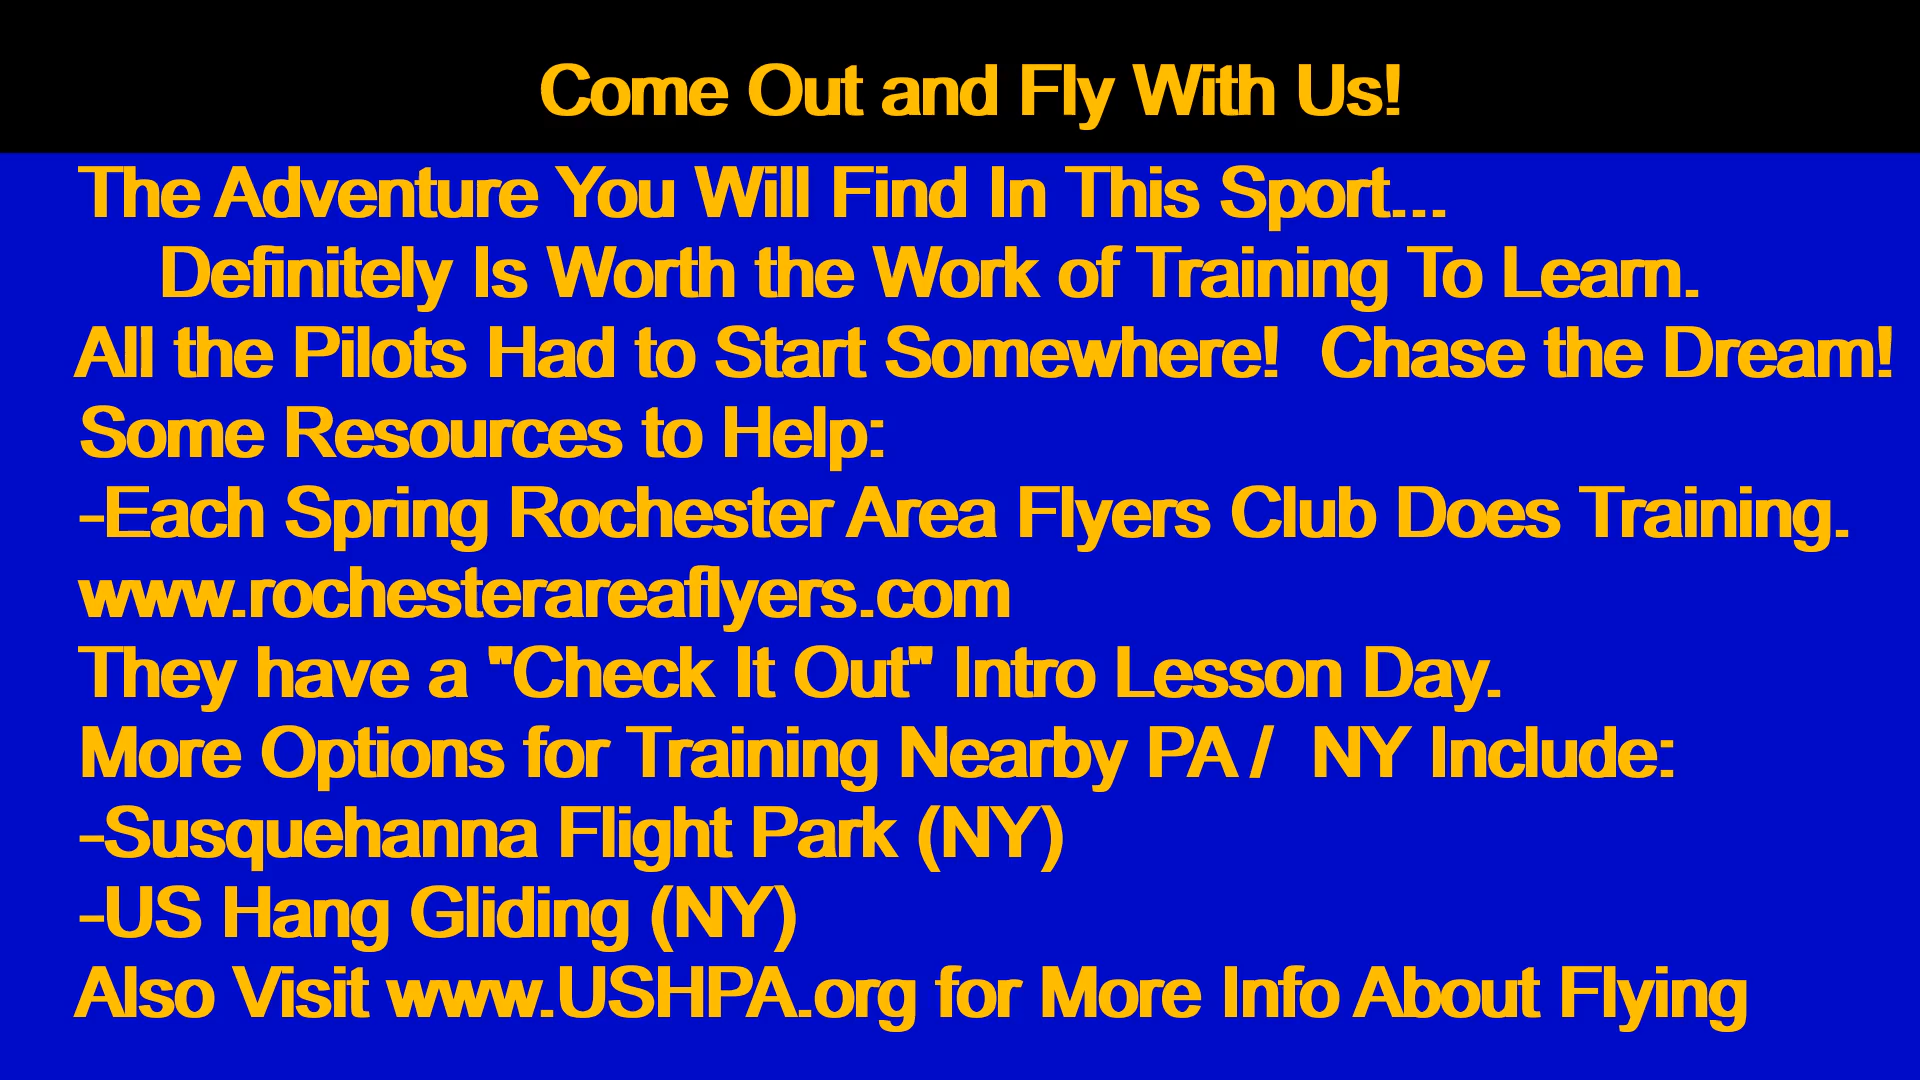 Come Out and Fly With Us!
The Adventure You Will Find In This Sport...
Definitely Is Worth the Work of Training To Learn.
All the Pilots Had to Start Somewhere!  Chase the Dream!
Some Resources to Help:
-Each Spring Rochester Area Flyers Club Does Training.
www.rochesterareaflyers.com
They have a "Check It Out" Intro Lesson Day.
More Options for Training Nearby PA /  NY Include:
-Susquehanna Flight Park (NY)
-US Hang Gliding (NY)
Also Visit www.USHPA.org for More Info About Flying